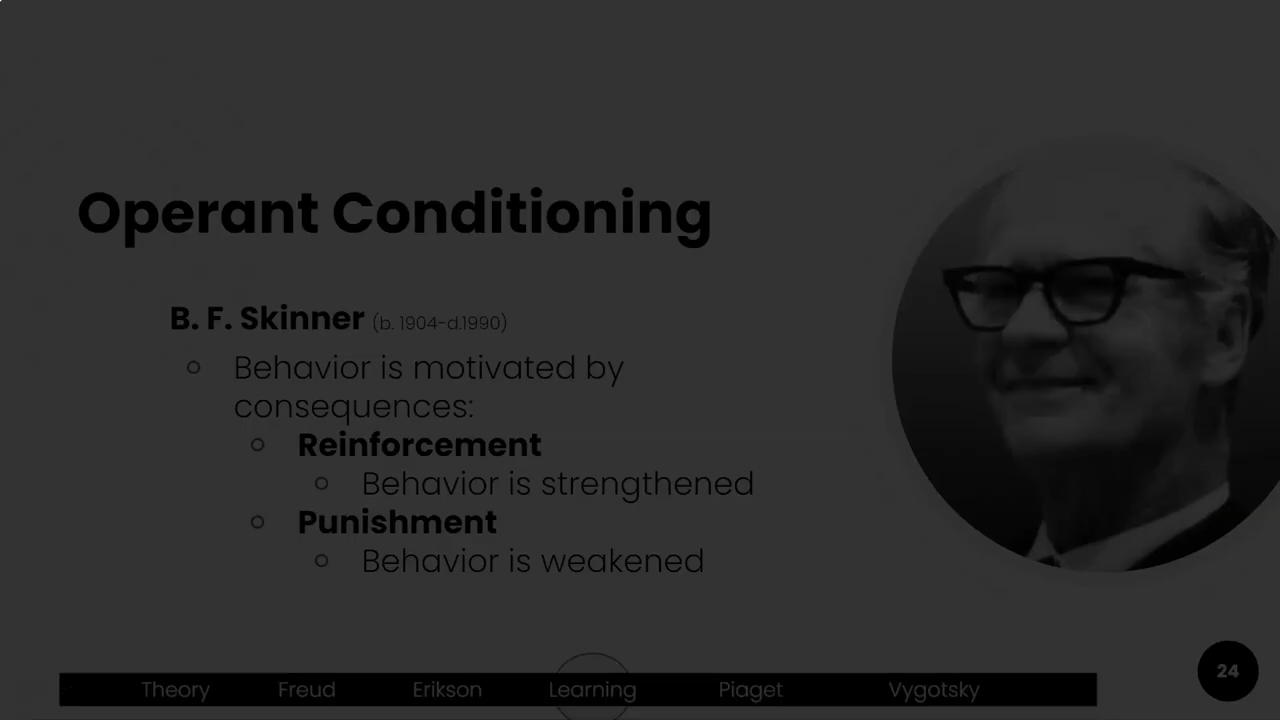 Operant Conditioning
B. F. Skinner (b. 1904-d.1990)
Behavior is motivated by
consequences:
Reinforcement
Behavior is strengthened
Punishment
Behavior is weakened
24
Theory Freud Erikson Learning Piaget Vygotsky